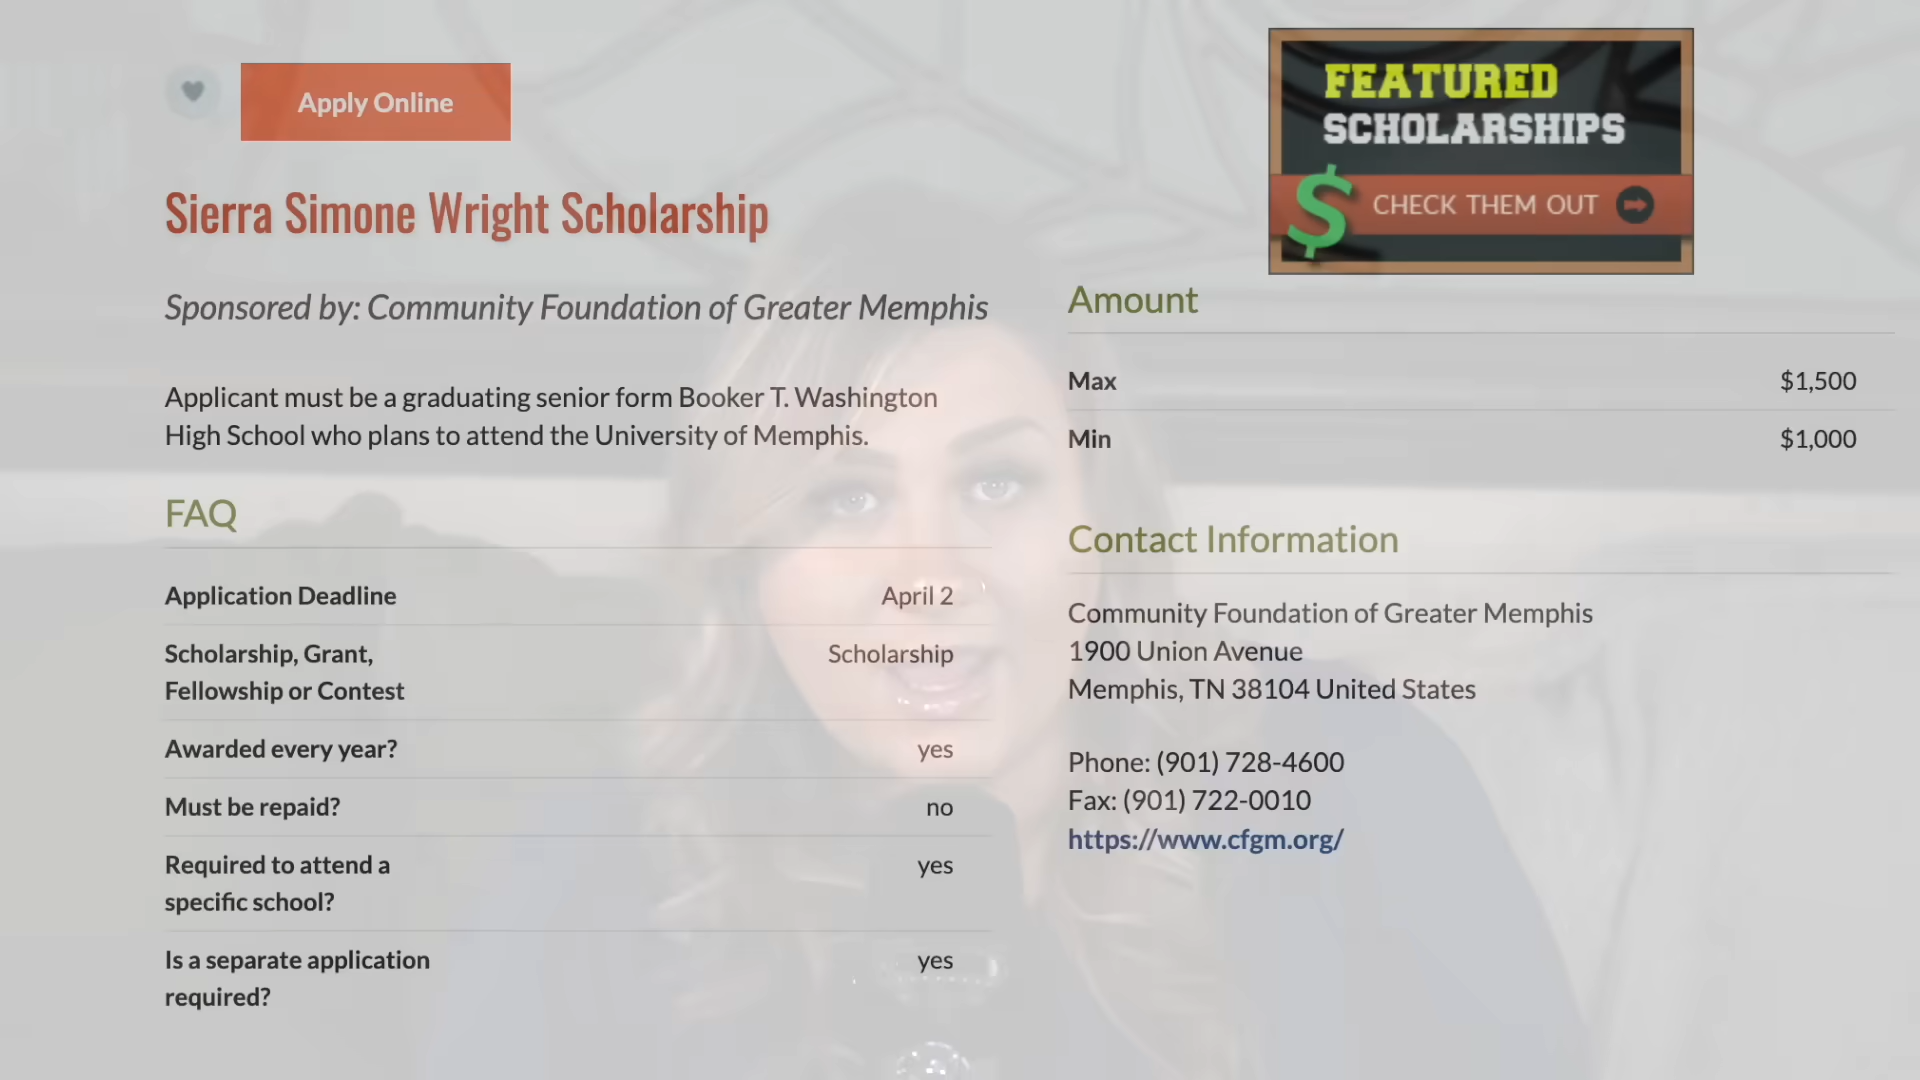 Apply Online
FEATURED
SCHOLARSHIPS
$ CHECK THEM OUT
Sierra Simone Wright Scholarship
Sponsored by: Community Foundation of Greater Memphis
Applicant must be a graduating senior form Booker T. Washington
High School who plans to attend the University of Memphis.
FAQ
Application Deadline April 2
Scholarship, Grant, Scholarship
Fellowship or Contest
Awarded every year? yes
Must be repaid? no
Required to attend a yes
specific school?
Is a separate application yes
required?
Amount
Max $1,500
Min $1,000
Contact Information
Community Foundation of Greater Memphis
1900 Union Avenue
Memphis, TN 38104 United States
Phone: (901) 728-4600
Fax: (901) 722-0010
https://www.cfgm.org/